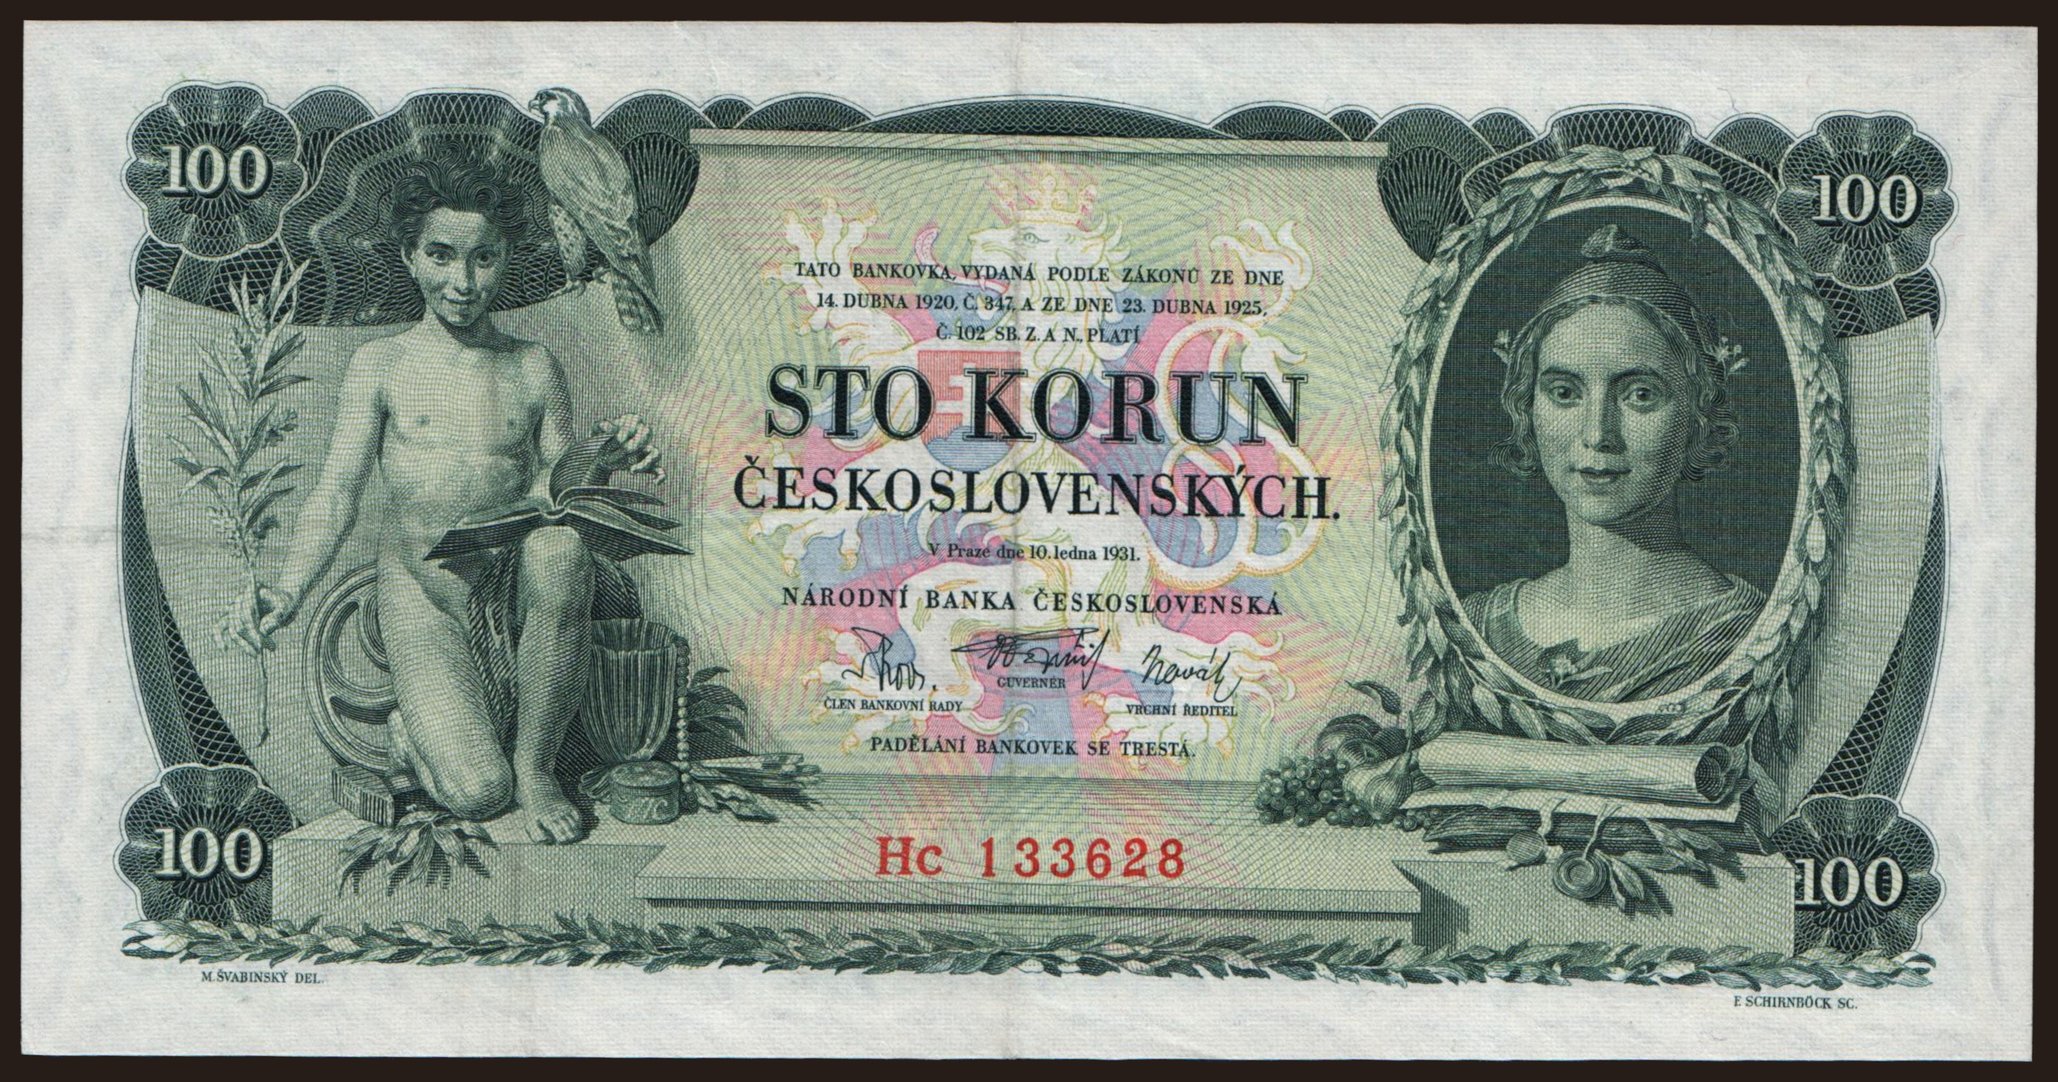 100
100
TATO BANKOVKA, VYDANÁ PODLE ZÁKONŮ ZE DNE
14. DUBNA 1920, Č. 347, A ZE DNE 23. DUBNA 1925,
Č. 102 SB. Z. A N., PLATÍ
STO KORUN
ČESKOSLOVENSKÝCH.
V Praze dne 10. ledna 1931.
NÁRODNÍ BANKA ČESKOSLOVENSKÁ
Novák
GUVERNÉR
ČLEN BANKOVNÍ RADY
VRCHNÍ ŘEDITEL
PADĚLÁNÍ BANKOVEK SE TRESTÁ.
100
Hc 133628
100
M. ŠVABINSKÝ DEL.
F. SCHIRNBÖCK SC.